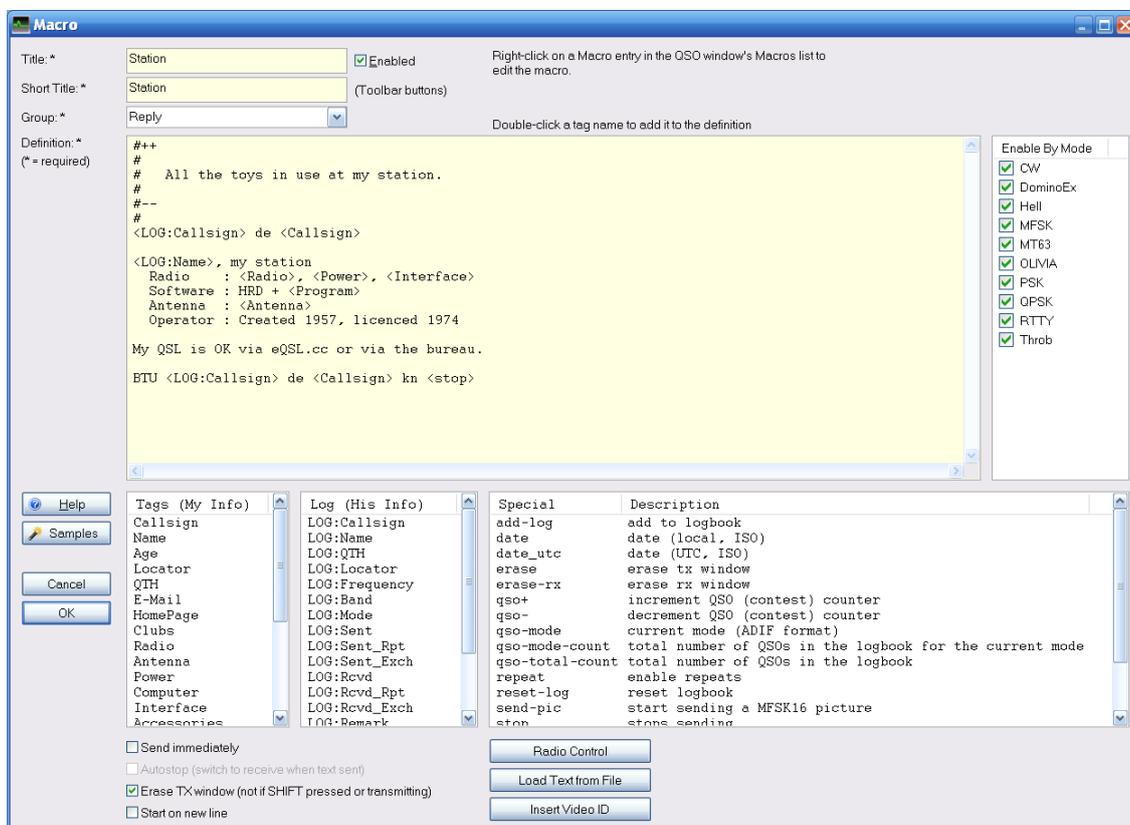 Macro
Title: *
Station
Enabled
Right-click on a Macro entry in the QSO window's Macros list to
edit the macro.
Short Title: *
Station
(Toolbar buttons)
Group: *
Reply
Double-click a tag name to add it to the definition
Definition: *
(* = required)
#++
#
#   All the toys in use at my station.
#
#--
#
<LOG:Callsign> de <Callsign>

<LOG:Name>, my station
  Radio    : <Radio>, <Power>, <Interface>
  Software : HRD + <Program>
  Antenna  : <Antenna>
  Operator : Created 1957, licenced 1974

My QSL is OK via eQSL.cc or via the bureau.

BTU <LOG:Callsign> de <Callsign> kn <stop>
Enable By Mode
CW
DominoEx
Hell
MFSK
MT63
OLIVIA
PSK
QPSK
RTTY
Throb
Help
Samples
Cancel
OK
Tags (My Info)
Callsign
Name
Age
Locator
QTH
E-Mail
HomePage
Clubs
Radio
Antenna
Power
Computer
Interface
Accessories
Log (His Info)
LOG:Callsign
LOG:Name
LOG:QTH
LOG:Locator
LOG:Frequency
LOG:Band
LOG:Mode
LOG:Sent
LOG:Sent_Rpt
LOG:Sent_Exch
LOG:Rcvd
LOG:Rcvd_Rpt
LOG:Rcvd_Exch
LOG:Remark
Special Description
add-log add to logbook
date date (local, ISO)
date_utc date (UTC, ISO)
erase erase tx window
erase-rx erase rx window
qso+ increment QSO (contest) counter
qso- decrement QSO (contest) counter
qso-mode current mode (ADIF format)
qso-mode-count total number of QSOs in the logbook for the current mode
qso-total-count total number of QSOs in the logbook
repeat enable repeats
reset-log reset logbook
send-pic start sending a MFSK16 picture
stop stops sending
Send immediately
Autostop (switch to receive when text sent)
Erase TX window (not if SHIFT pressed or transmitting)
Start on new line
Radio Control
Load Text from File
Insert Video ID